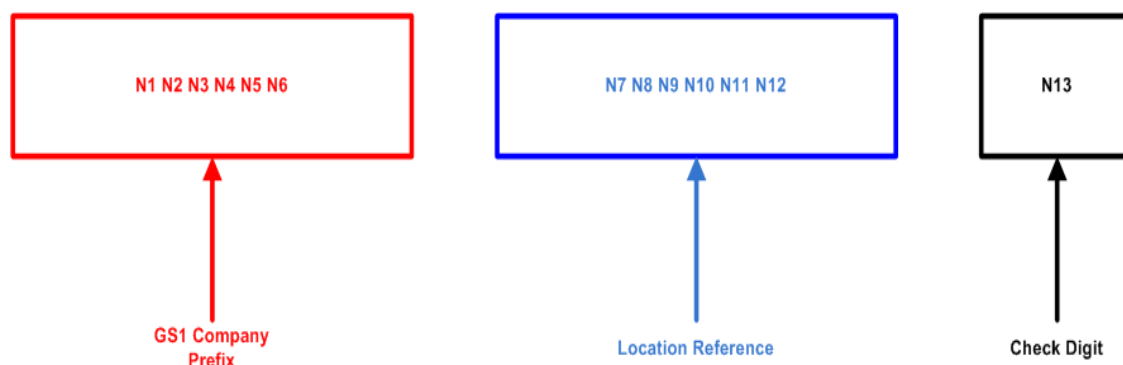 N1 N2 N3 N4 N5 N6
N7 N8 N9 N10 N11 N12
N13
GS1 Company
Prefix
Location Reference
Check Digit